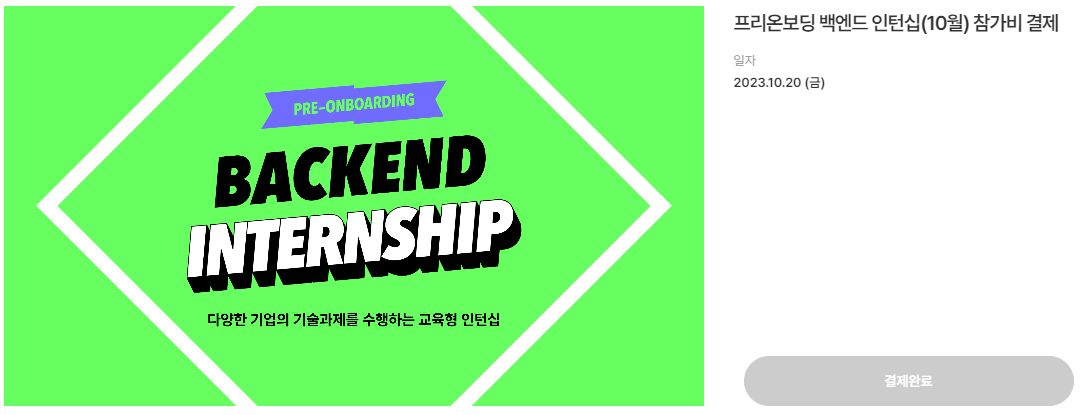 PRE-ONBOARDING
BACKEND
INTERNSHIP
다양한 기업의 기술과제를 수행하는 교육형 인턴십
프리온보딩 백엔드 인턴십(10월) 참가비 결제
일자
2023.10.20 (금)
결제완료